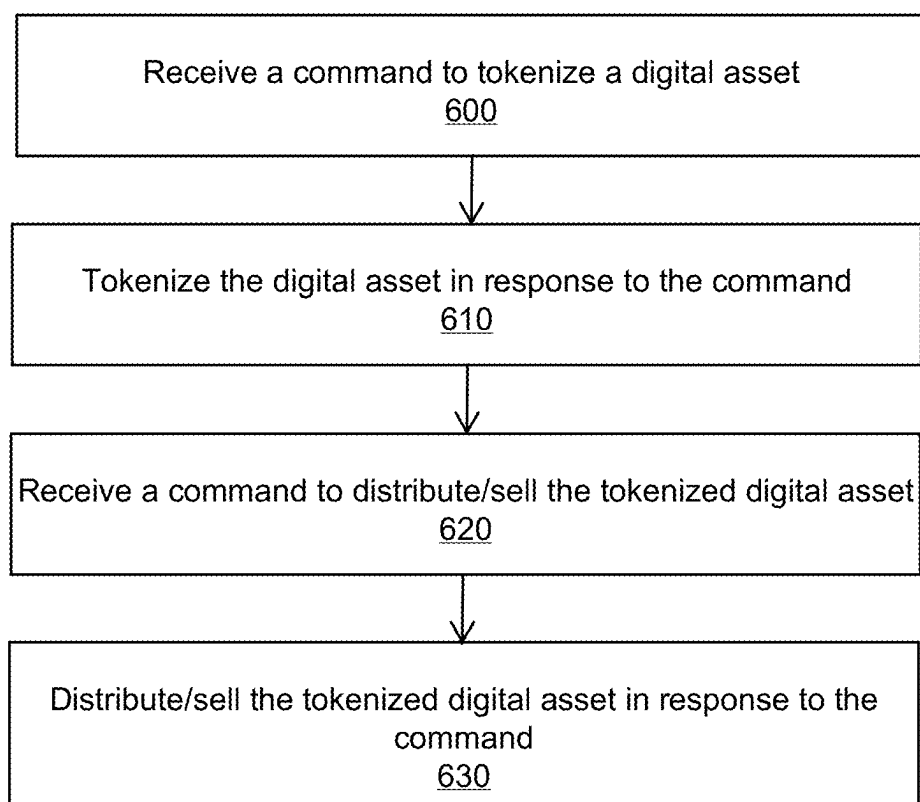 Receive a command to tokenize a digital asset
600
Tokenize the digital asset in response to the command
610
Receive a command to distribute/sell the tokenized digital asset
620
Distribute/sell the tokenized digital asset in response to the
command
630